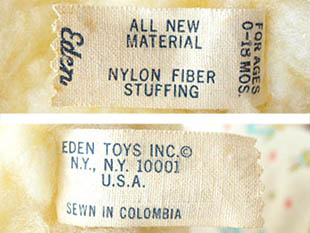 Eden
ALL NEW
MATERIAL
NYLON FIBER
STUFFING
FOR AGES
0-18 MOS.
EDEN TOYS INC.©
N.Y., N.Y. 10001
U.S.A.
SEWN IN COLOMBIA